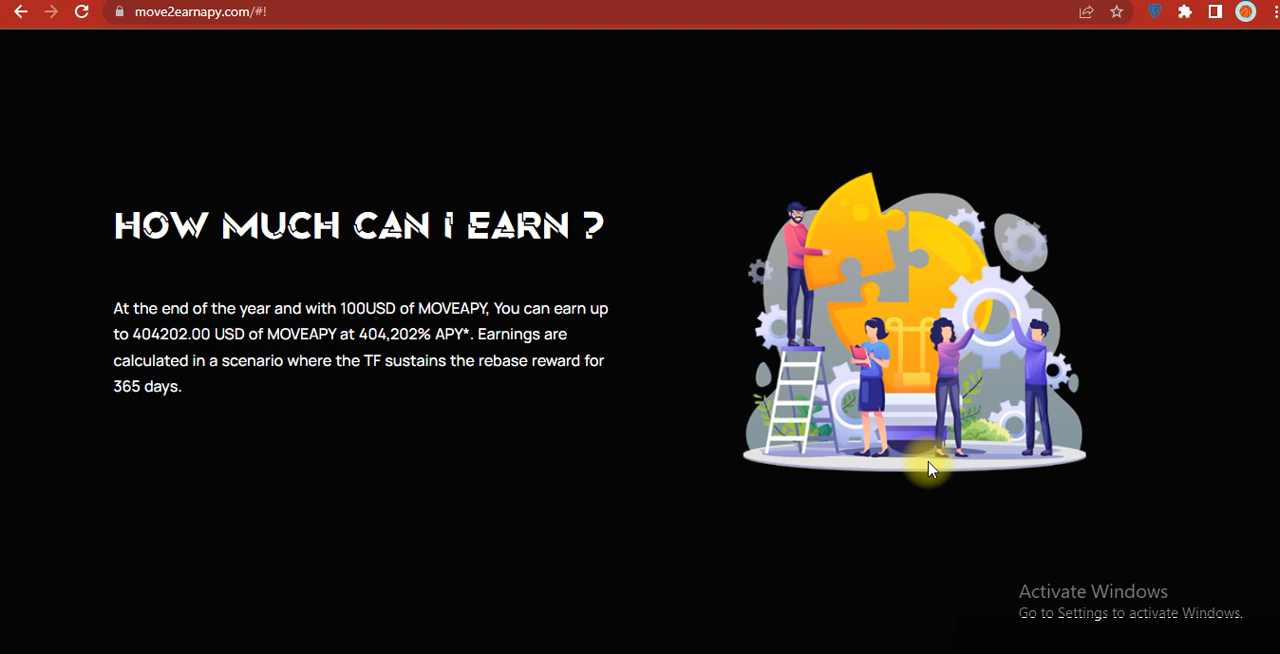 move2earnapy.com/#!
HOW MUCH CAN I EARN ?
At the end of the year and with 100USD of MOVEAPY, You can earn up
to 404202.00 USD of MOVEAPY at 404,202% APY*. Earnings are
calculated in a scenario where the TF sustains the rebase reward for
365 days.
Activate Windows
Go to Settings to activate Windows.